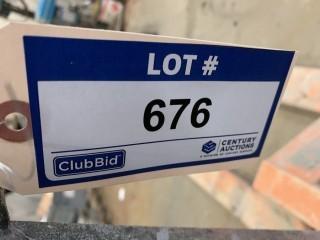 LOT #
676
ClubBid
CENTURY
AUCTIONS